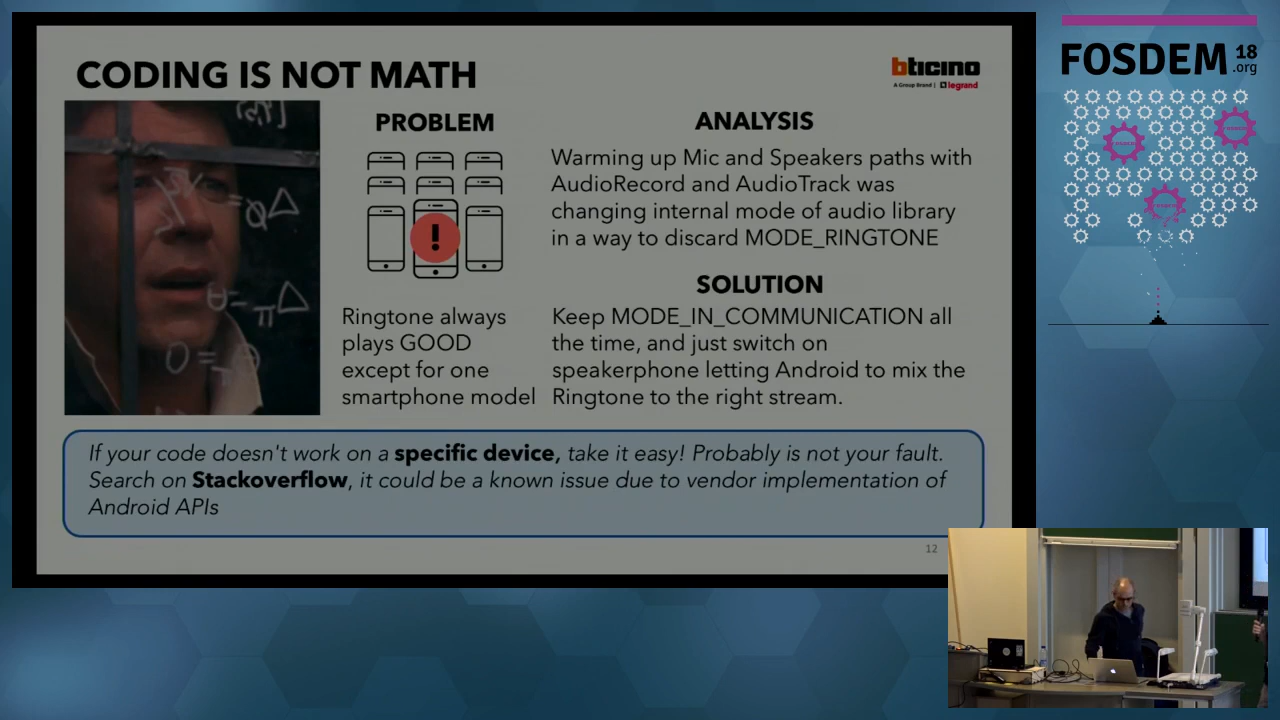 CODING IS NOT MATH
bticino
A Group Brand | legrand
PROBLEM
Ringtone always
plays GOOD
except for one
smartphone model
ANALYSIS
Warming up Mic and Speakers paths with
AudioRecord and AudioTrack was
changing internal mode of audio library
in a way to discard MODE_RINGTONE
SOLUTION
Keep MODE_IN_COMMUNICATION all
the time, and just switch on
speakerphone letting Android to mix the
Ringtone to the right stream.
If your code doesn't work on a specific device, take it easy! Probably is not your fault.
Search on Stackoverflow, it could be a known issue due to vendor implementation of
Android APIs
12
FOSDEM 18
.org